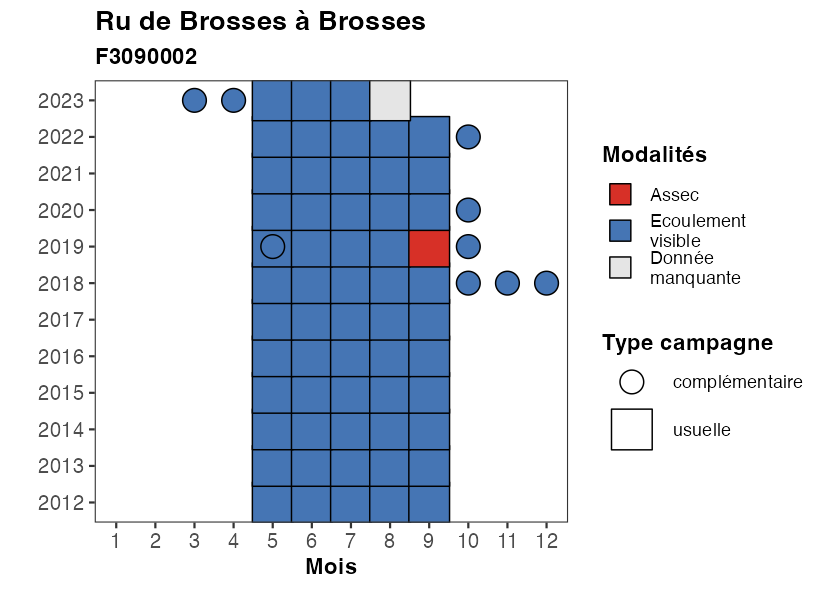 Ru de Brosses à Brosses
F3090002
2023
2022
2021
2020
2019
2018
2017
2016
2015
2014
2013
2012
1 2 3 4 5 6 7 8 9 10 11 12
Mois
Modalités
Assec
Ecoulement
visible
Donnée
manquante
Type campagne
complémentaire
usuelle